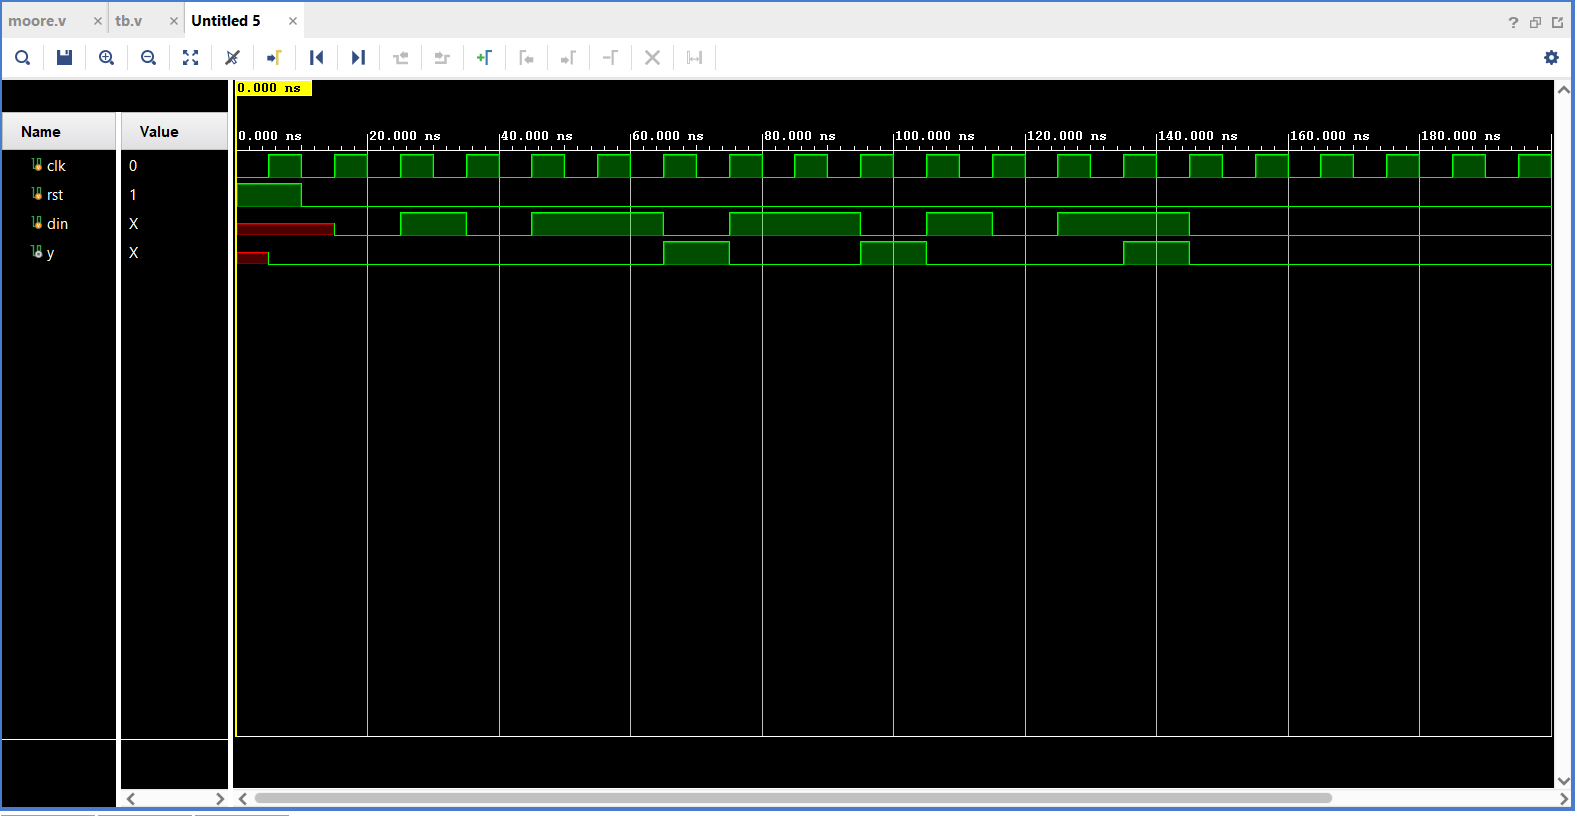 moore.v × tb.v × Untitled 5 ×
?
0.000 ns
Name Value
0.000 ns 20.000 ns 40.000 ns 60.000 ns 80.000 ns 100.000 ns 120.000 ns 140.000 ns 160.000 ns 180.000 ns
clk 0
rst 1
din X
y X